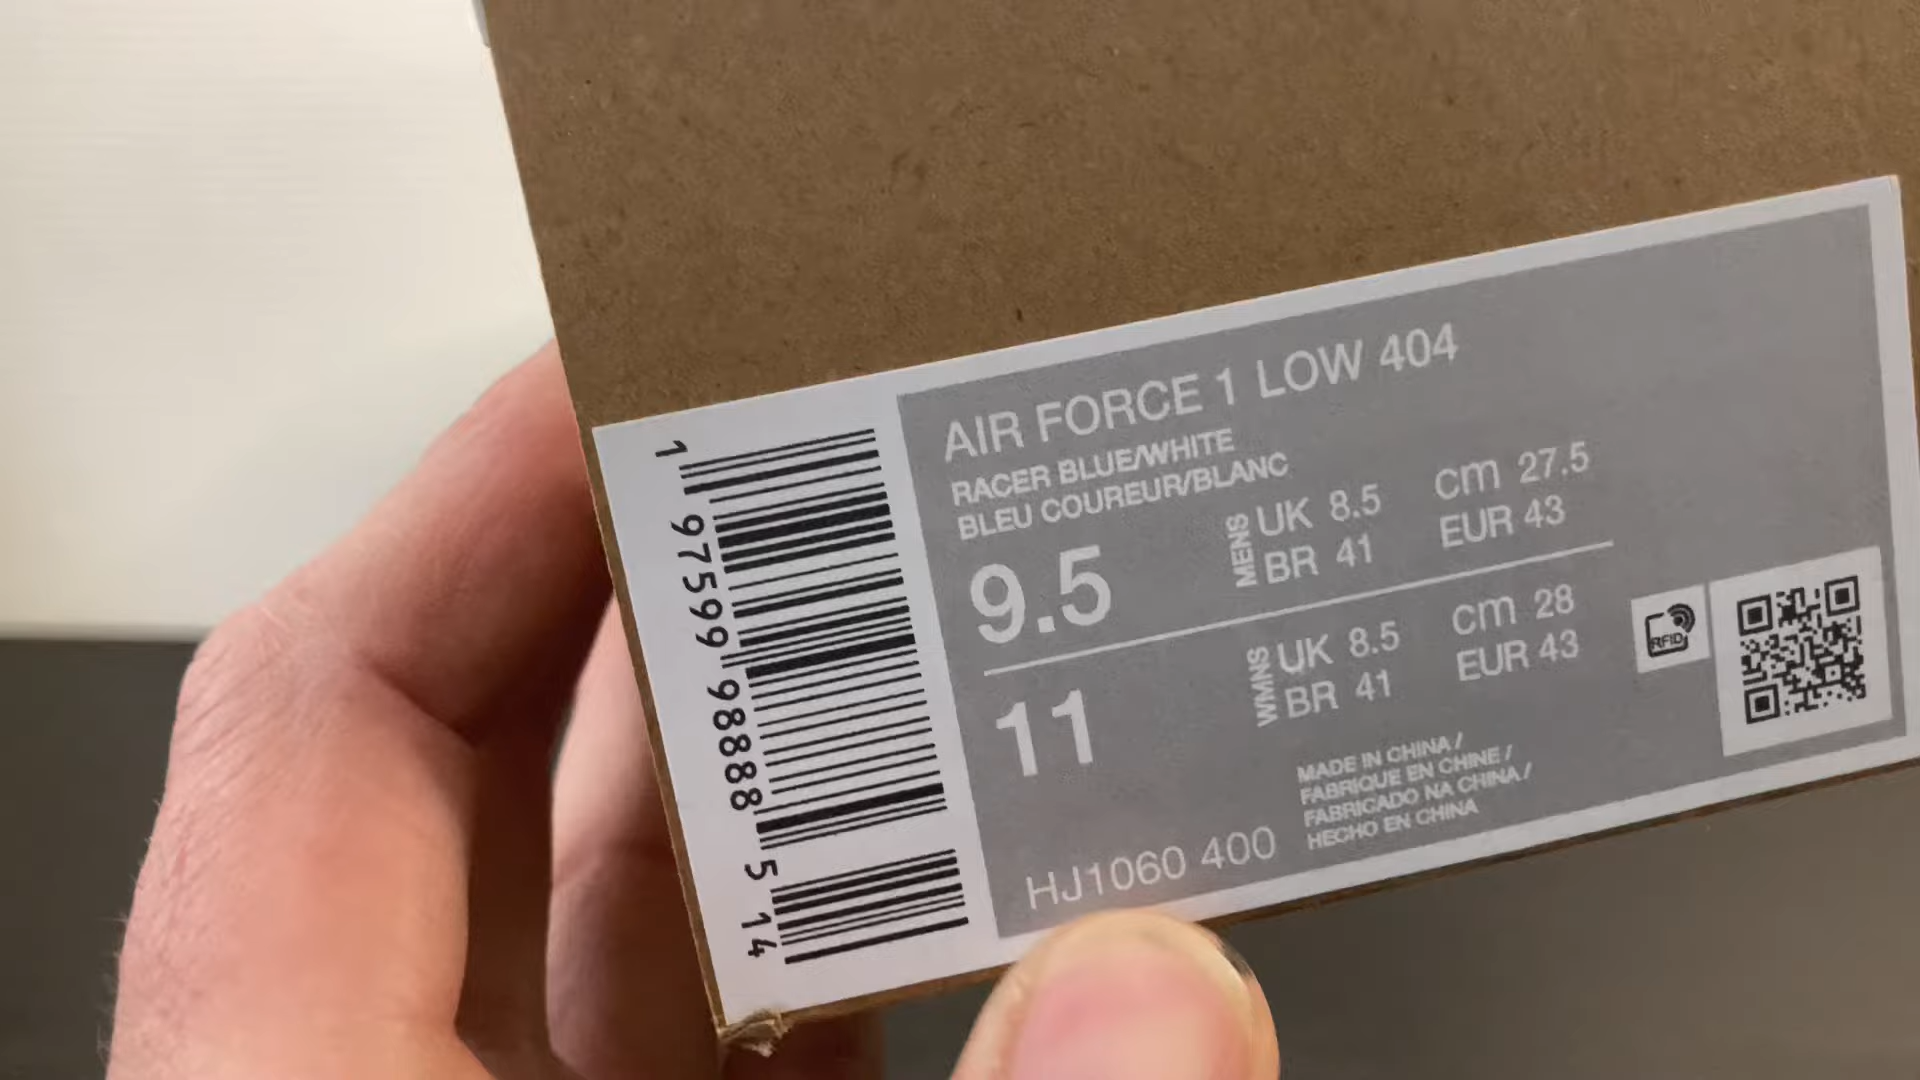 AIR FORCE 1 LOW 404
RACER BLUE/WHITE
BLEU COUREUR/BLANC
9.5
MENS
UK 8.5
BR 41
cm 27.5
EUR 43
11
WMNS
UK 8.5
BR 41
cm 28
EUR 43
RFID
MADE IN CHINA /
FABRIQUE EN CHINE /
FABRICADO NA CHINA /
HECHO EN CHINA
HJ1060 400
1 97599 98888 5 14